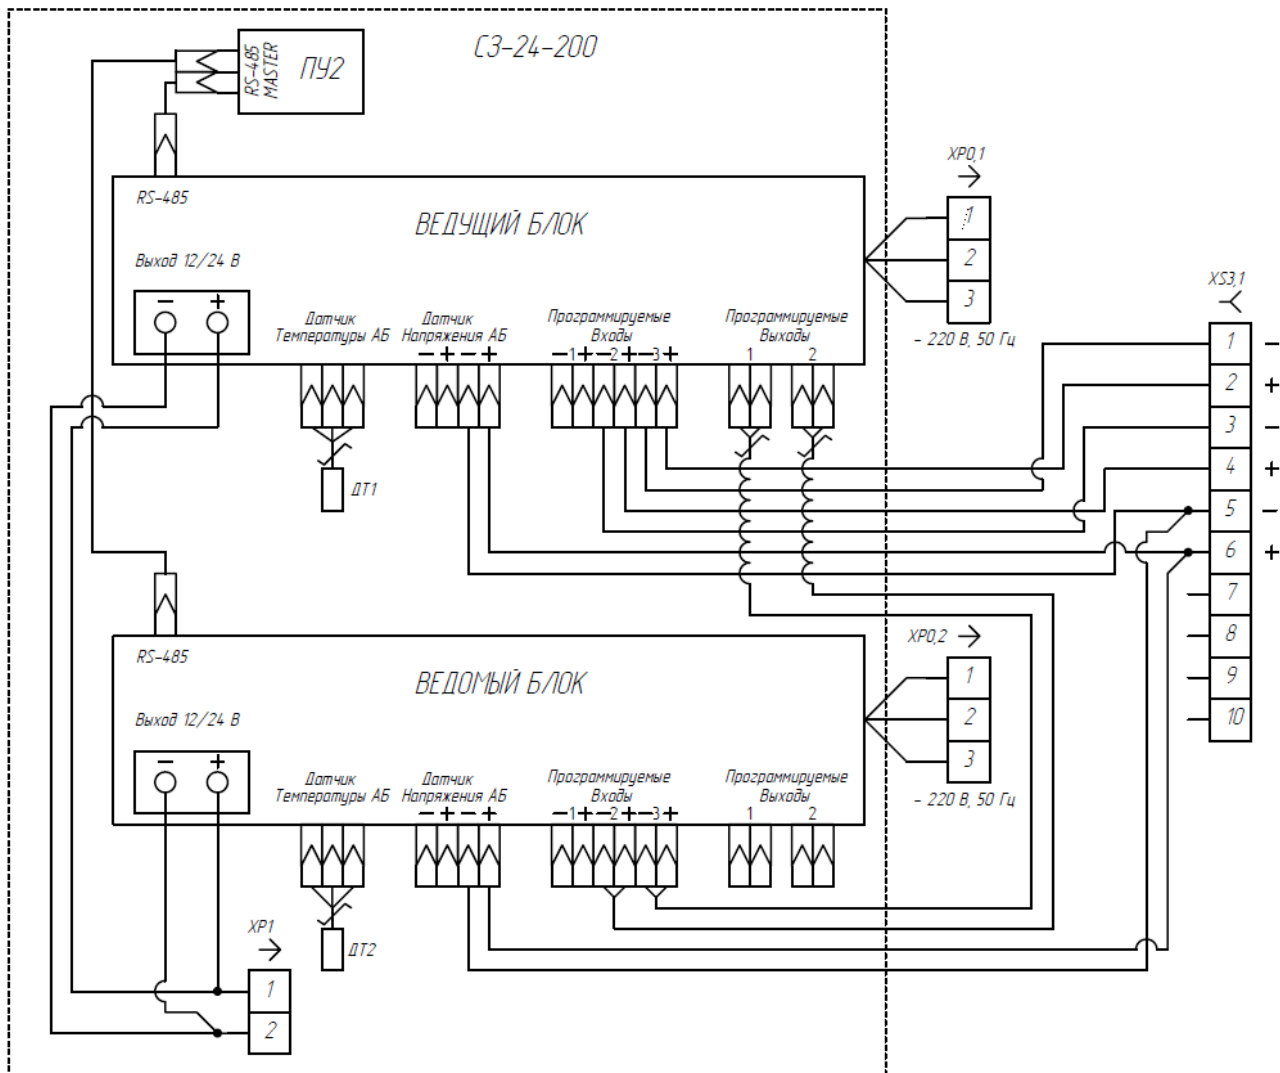 СЗ-24-200
RS-485
MASTER
ПУ2
RS-485
ВЕДУЩИЙ БЛОК
Выход 12/24 В
− +
Датчик
Температуры АБ
Датчик
Напряжения АБ
− + − +
Программируемые
Входы
−1+−2+−3+
Программируемые
Выходы
1 2
ДТ1
XP0,1
1
2
3
~ 220 В, 50 Гц
XS3,1
1 −
2 +
3 −
4 +
5 −
6 +
7
8
9
10
RS-485
ВЕДОМЫЙ БЛОК
Выход 12/24 В
− +
Датчик
Температуры АБ
Датчик
Напряжения АБ
− + − +
Программируемые
Входы
−1+−2+−3+
Программируемые
Выходы
1 2
ДТ2
XP0,2
1
2
3
~ 220 В, 50 Гц
XP1
1
2